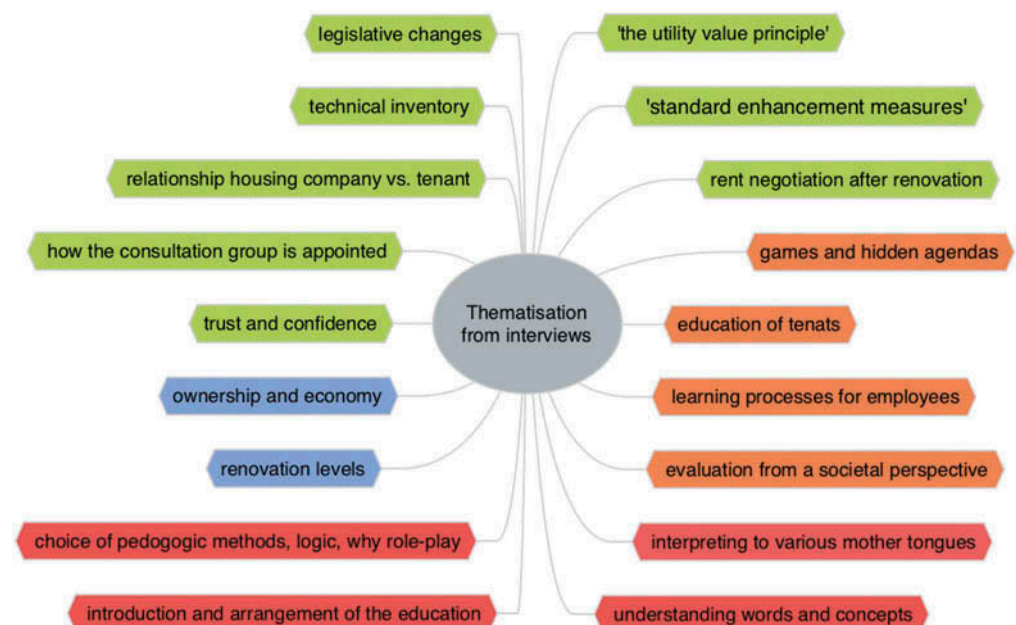 legislative changes
technical inventory
relationship housing company vs. tenant
how the consultation group is appointed
trust and confidence
ownership and economy
renovation levels
choice of pedogogic methods, logic, why role-play
introduction and arrangement of the education
Thematisation
from interviews
'the utility value principle'
'standard enhancement measures'
rent negotiation after renovation
games and hidden agendas
education of tenats
learning processes for employees
evaluation from a societal perspective
interpreting to various mother tongues
understanding words and concepts